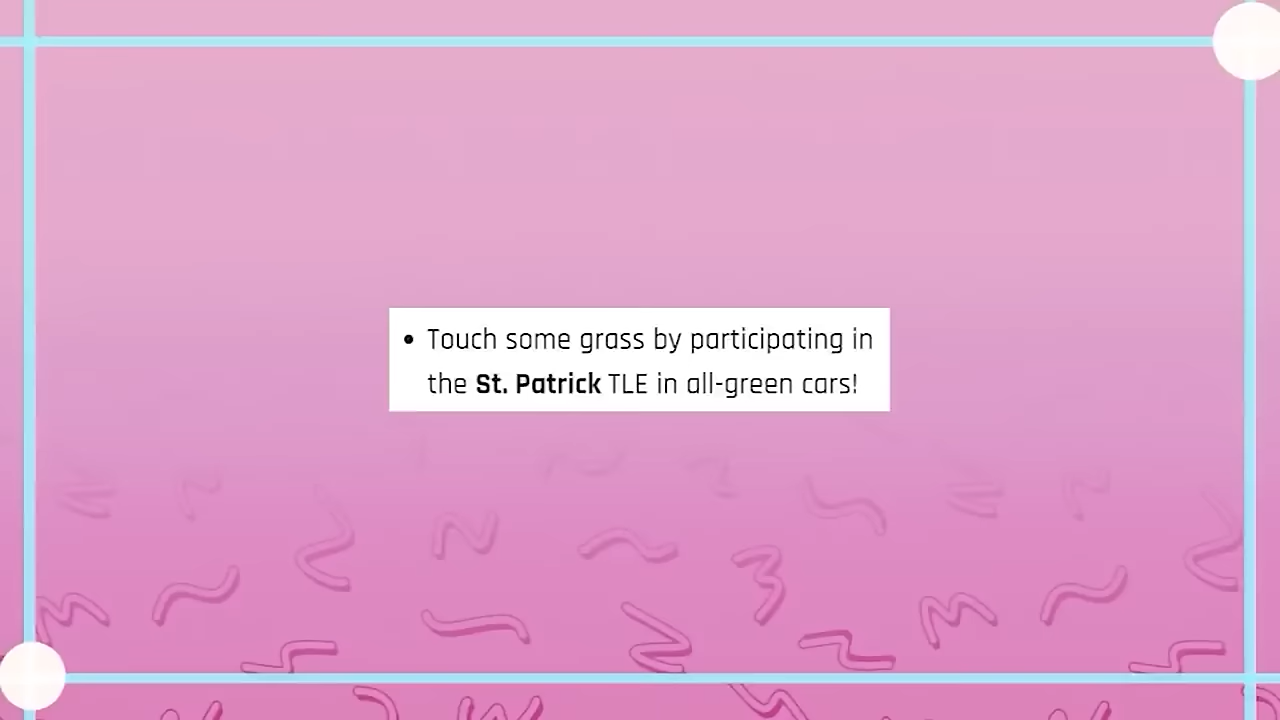 • Touch some grass by participating in
the St. Patrick TLE in all-green cars!